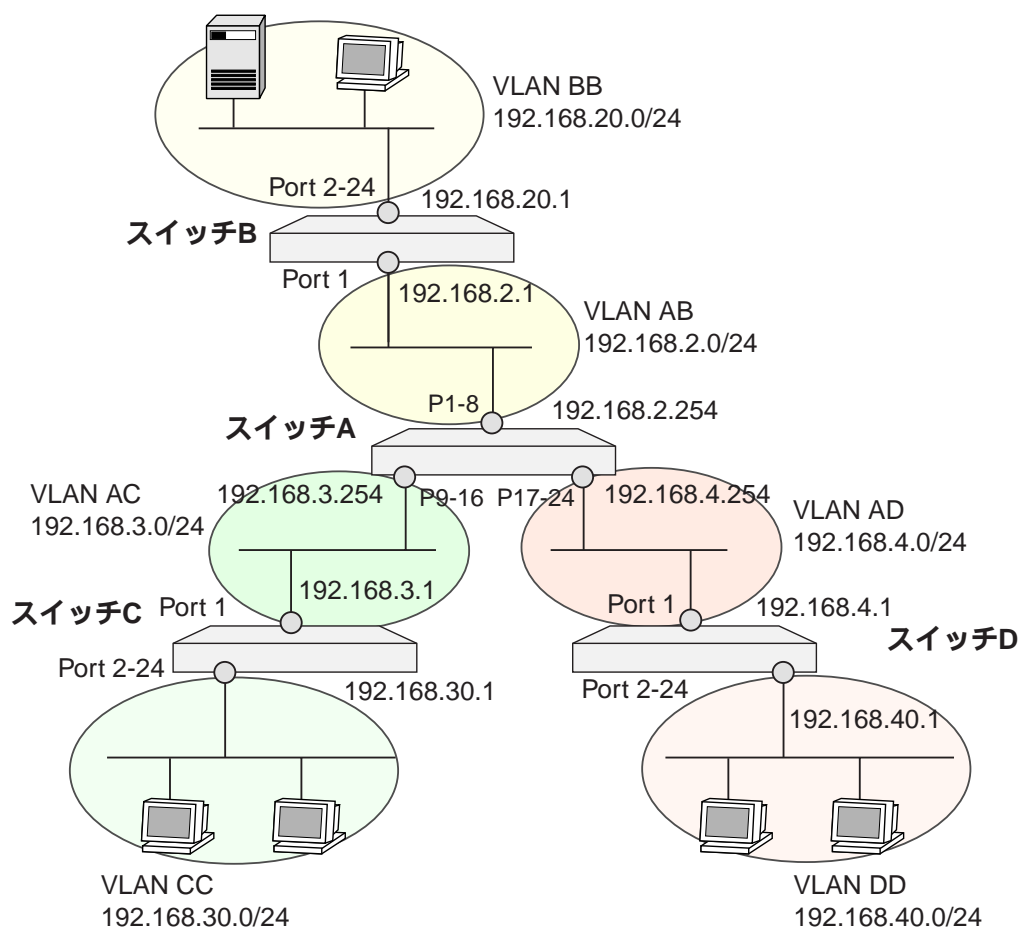 VLAN BB
192.168.20.0/24
Port 2-24
192.168.20.1
スイッチB
Port 1
192.168.2.1
VLAN AB
192.168.2.0/24
P1-8
192.168.2.254
スイッチA
VLAN AC
192.168.3.0/24
192.168.3.254
P9-16
P17-24
192.168.4.254
VLAN AD
192.168.4.0/24
スイッチC
Port 1
192.168.3.1
Port 1
192.168.4.1
スイッチD
Port 2-24
192.168.30.1
Port 2-24
192.168.40.1
VLAN CC
192.168.30.0/24
VLAN DD
192.168.40.0/24